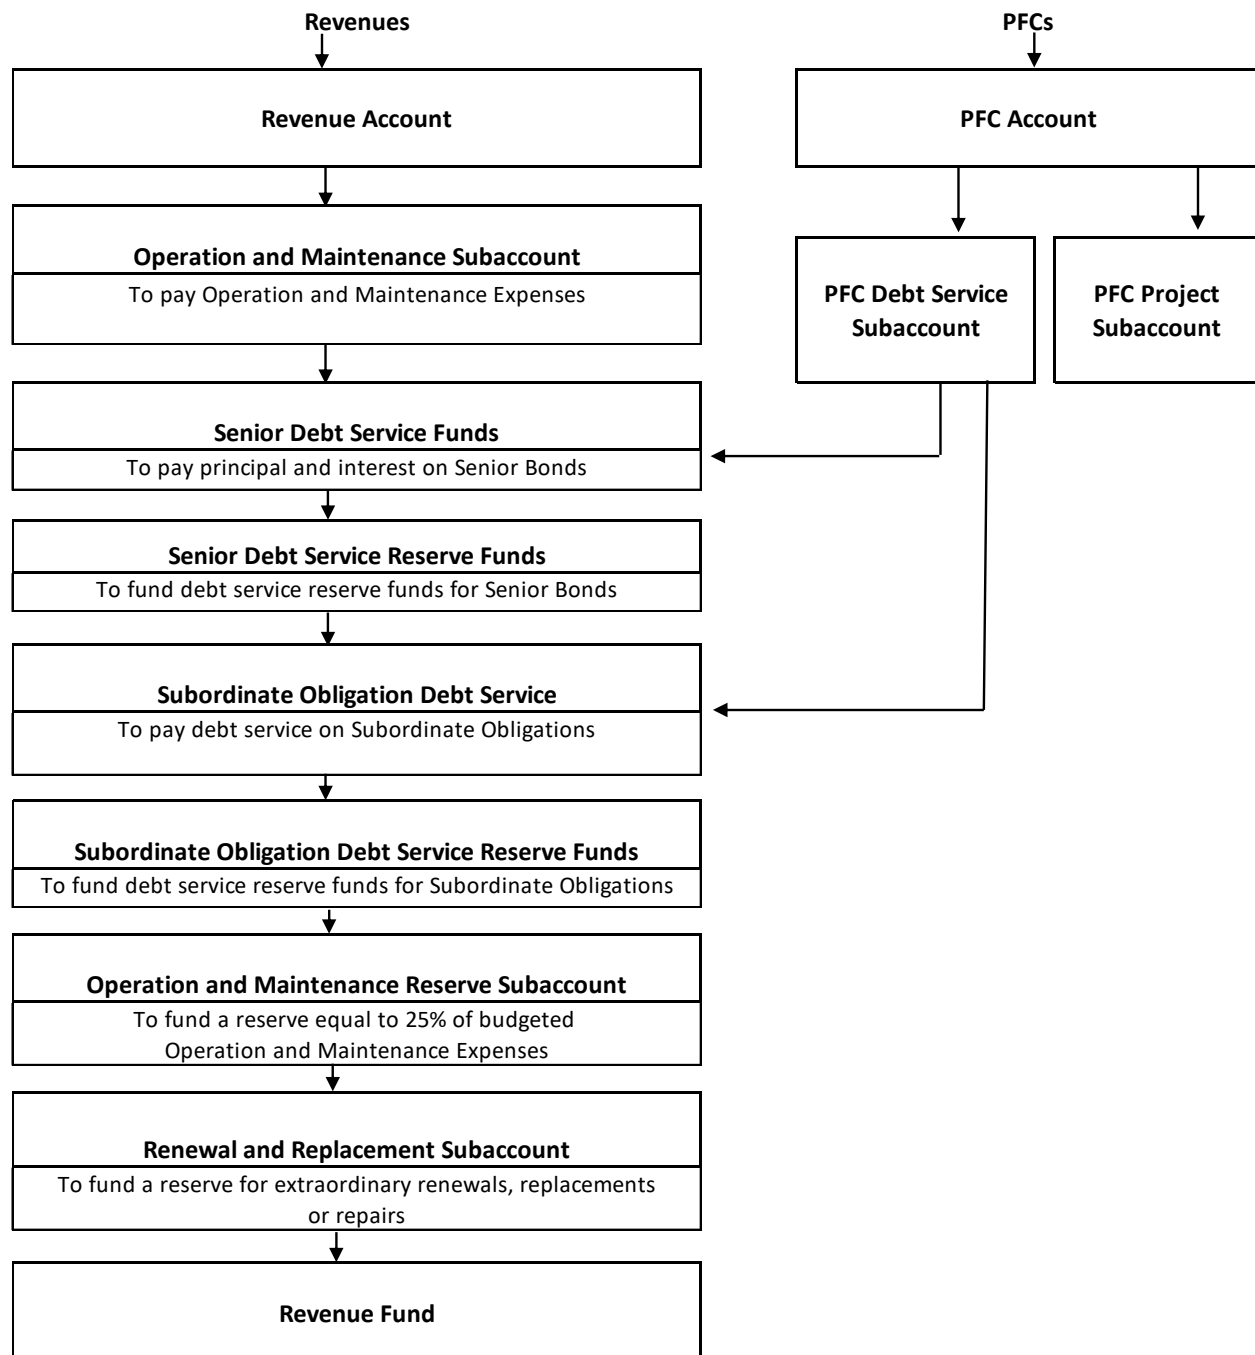 Revenues
PFCs
Revenue Account
PFC Account
Operation and Maintenance Subaccount
To pay Operation and Maintenance Expenses
PFC Debt Service
Subaccount
PFC Project
Subaccount
Senior Debt Service Funds
To pay principal and interest on Senior Bonds
Senior Debt Service Reserve Funds
To fund debt service reserve funds for Senior Bonds
Subordinate Obligation Debt Service
To pay debt service on Subordinate Obligations
Subordinate Obligation Debt Service Reserve Funds
To fund debt service reserve funds for Subordinate Obligations
Operation and Maintenance Reserve Subaccount
To fund a reserve equal to 25% of budgeted
Operation and Maintenance Expenses
Renewal and Replacement Subaccount
To fund a reserve for extraordinary renewals, replacements
or repairs
Revenue Fund